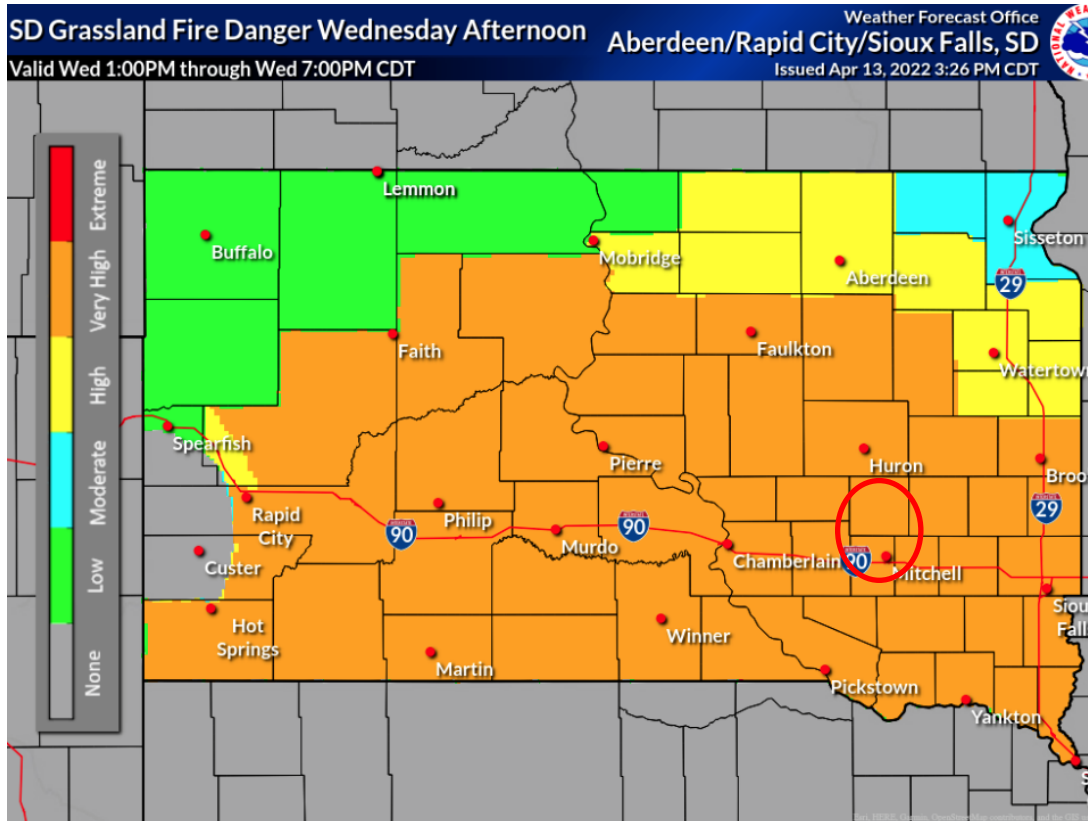 SD Grassland Fire Danger Wednesday Afternoon
Valid Wed 1:00PM through Wed 7:00PM CDT
Weather Forecast Office
Aberdeen/Rapid City/Sioux Falls, SD
Issued Apr 13, 2022 3:26 PM CDT
Extreme
Very High
High
Moderate
Low
None
Lemmon
Buffalo
Mobridge
Aberdeen
Sisseton
29
Faith
Faulkton
Watertown
Spearfish
Pierre
Huron
Broo
Rapid
City
Philip
90
Murdo
90
Chamberlain
90
Mitchell
29
Custer
Hot
Springs
Martin
Winner
Pickstown
Yankton
Sioux
Fall
S